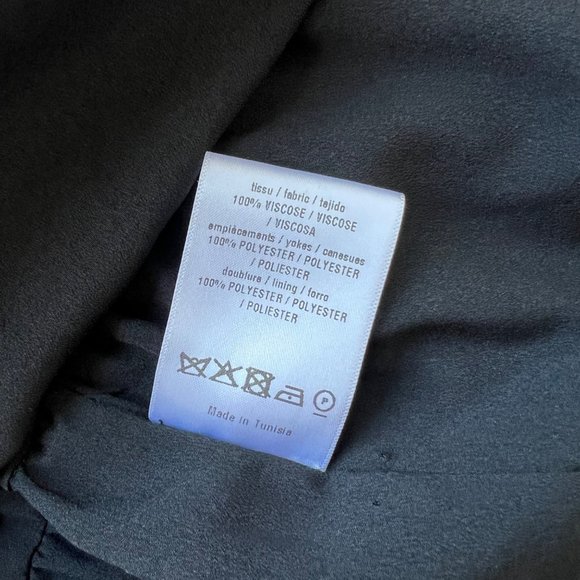 tissu / fabric / tejido
100% VISCOSE / VISCOSE
/ VISCOSA
empiècements / yokes / canesues
100% POLYESTER / POLYESTER
/ POLIESTER
doublure / lining / forro
100% POLYESTER / POLYESTER
/ POLIESTER
P
Made in Tunisia